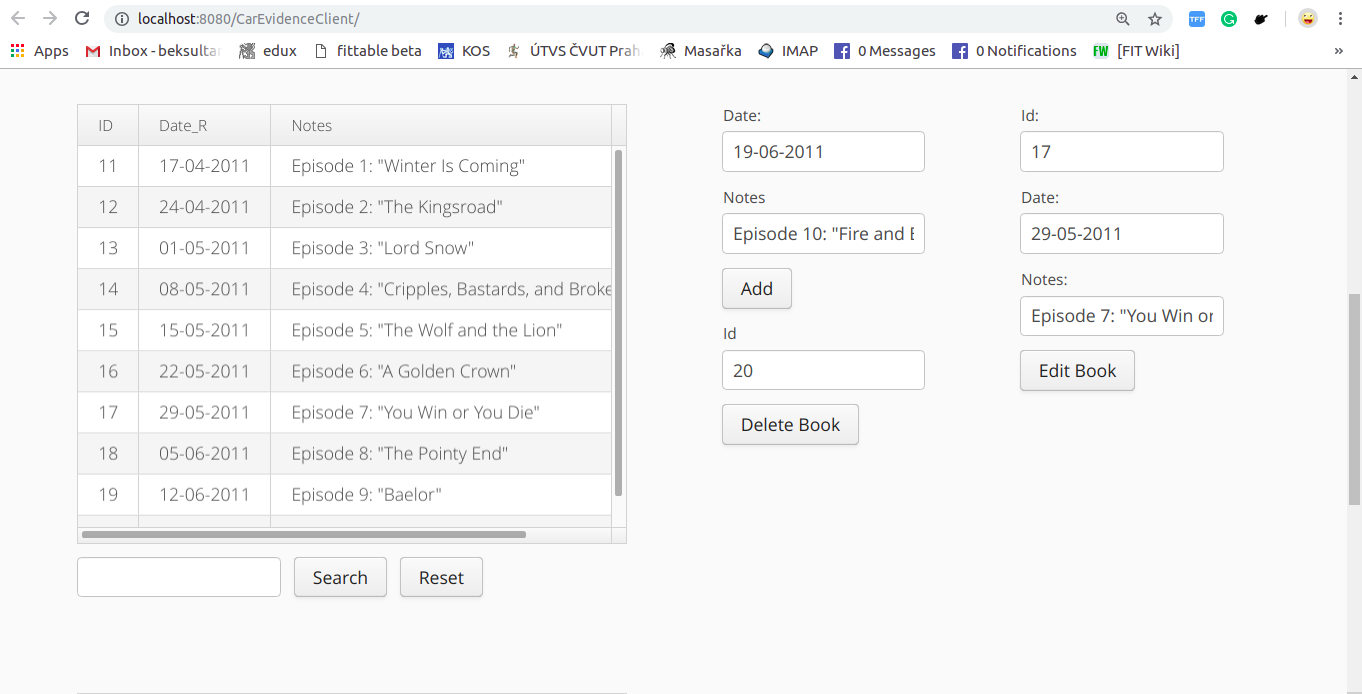 localhost:8080/CarEvidenceClient/
TFF
Apps Inbox - beksultan edux fittable beta KOS ÚTVS ČVUT Prah Masařka IMAP 0 Messages 0 Notifications FW [FIT Wiki] »
ID Date_R Notes
11 17-04-2011 Episode 1: "Winter Is Coming"
12 24-04-2011 Episode 2: "The Kingsroad"
13 01-05-2011 Episode 3: "Lord Snow"
14 08-05-2011 Episode 4: "Cripples, Bastards, and Broke
15 15-05-2011 Episode 5: "The Wolf and the Lion"
16 22-05-2011 Episode 6: "A Golden Crown"
17 29-05-2011 Episode 7: "You Win or You Die"
18 05-06-2011 Episode 8: "The Pointy End"
19 12-06-2011 Episode 9: "Baelor"
Search Reset
Date:
19-06-2011
Notes
Episode 10: "Fire and B
Add
Id
20
Delete Book
Id:
17
Date:
29-05-2011
Notes:
Episode 7: "You Win or
Edit Book